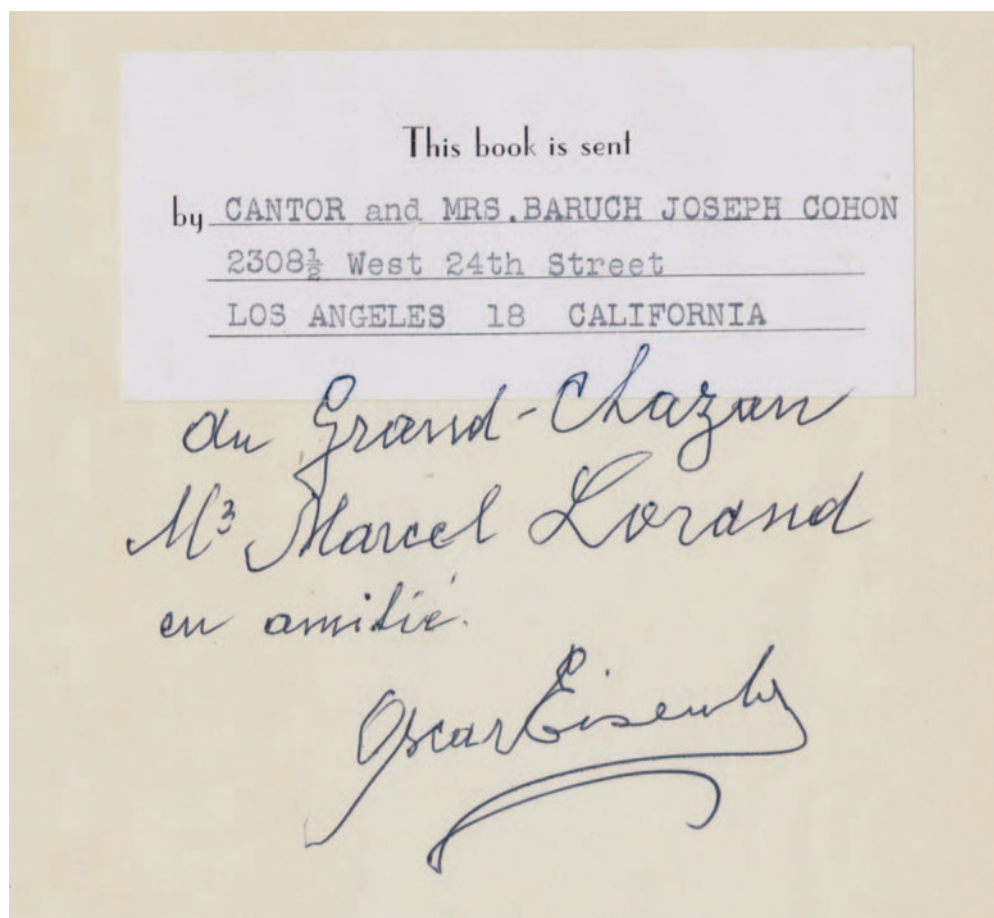 This book is sent
by CANTOR and MRS.BARUCH JOSEPH COHON
2308½ West 24th Street
LOS ANGELES 18 CALIFORNIA
au Grand-Chazan
Mr Marcel Lorand
en amitié.
Oscar